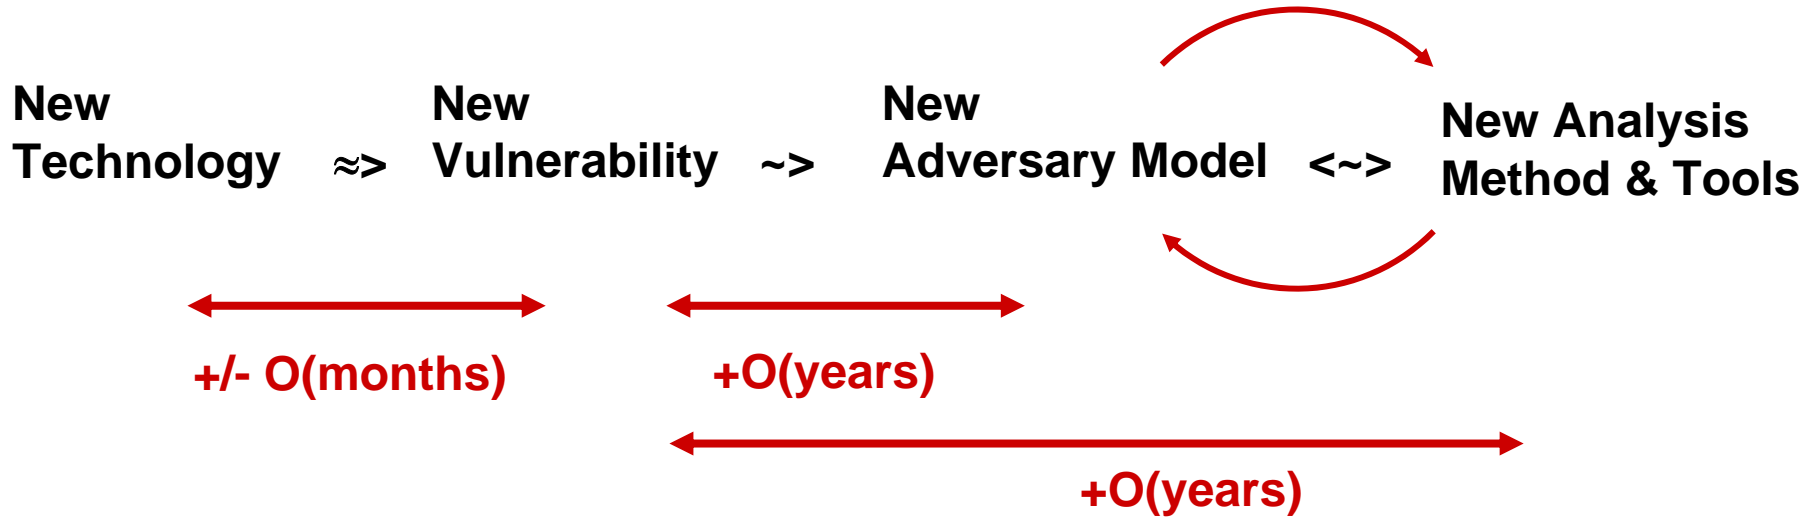 New
Technology ≈> 
New
Vulnerability ~>
New
Adversary Model <~>
New Analysis
Method & Tools
+/- O(months)
+O(years)
+O(years)